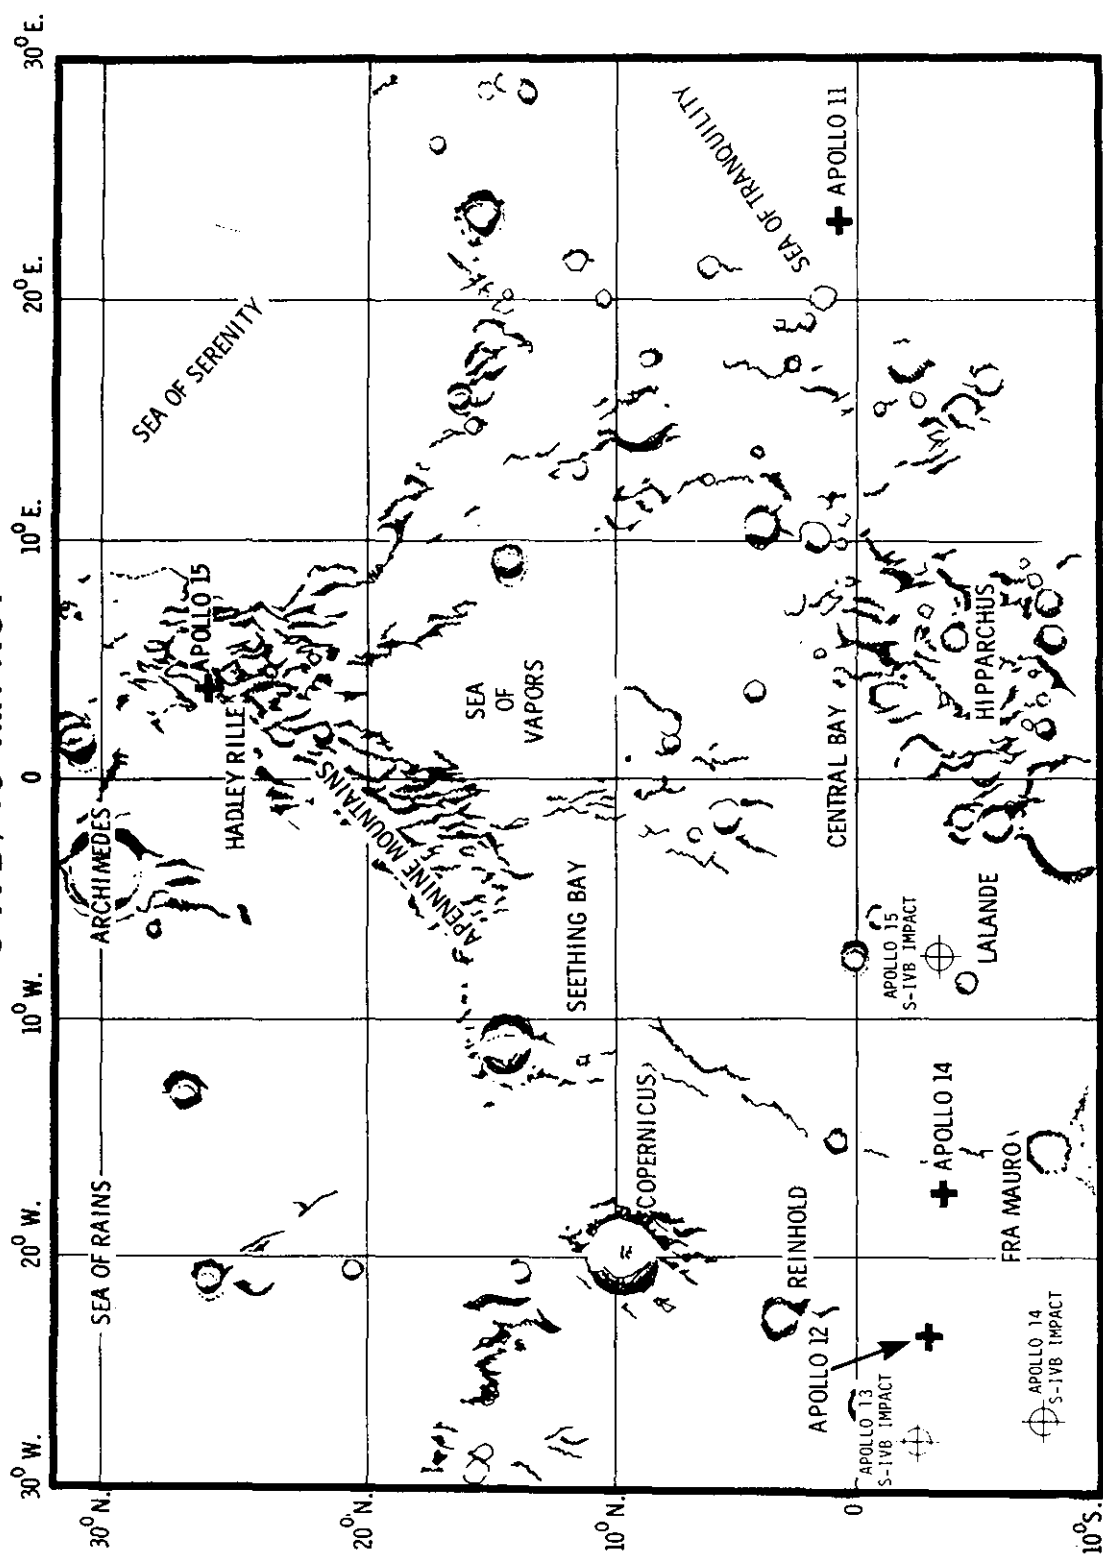 30° W.
20° W.
10° W.
0
10° E.
20° E.
30° E.
30° N.
SEA OF RAINS
ARCHIMEDES
SEA OF SERENITY
APOLLO 15
HADLEY RILLE
APENNINE MOUNTAINS
20° N.
SEA
OF
VAPORS
SEETHING BAY
10° N.
COPERNICUS
SEA OF TRANQUILITY
REINHOLD
APOLLO 12
CENTRAL BAY
APOLLO 11
0
APOLLO 13
S-IVB IMPACT
APOLLO 15
S-IVB IMPACT
APOLLO 14
LALANDE
HIPPARCHUS
FRA MAURO
APOLLO 14
S-IVB IMPACT
10° S.